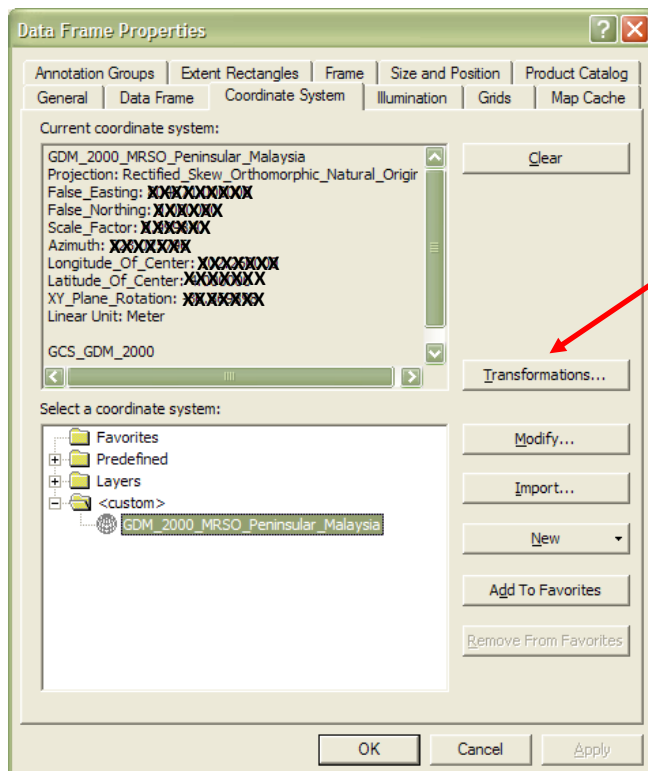 Data Frame Properties
Annotation Groups Extent Rectangles Frame Size and Position Product Catalog
General Data Frame Coordinate System Illumination Grids Map Cache
Current coordinate system:
GDM_2000_MRSO_Peninsular_Malaysia
Projection: Rectified_Skew_Orthomorphic_Natural_Origir
False_Easting:
False_Northing:
Scale_Factor:
Azimuth:
Longitude_Of_Center:
Latitude_Of_Center:
XY_Plane_Rotation:
Linear Unit: Meter
GCS_GDM_2000
Clear
Transformations...
Select a coordinate system:
Favorites
Predefined
Layers
<custom>
GDM_2000_MRSO_Peninsular_Malaysia
Modify...
Import...
New
Add To Favorites
Remove From Favorites
OK Cancel Apply